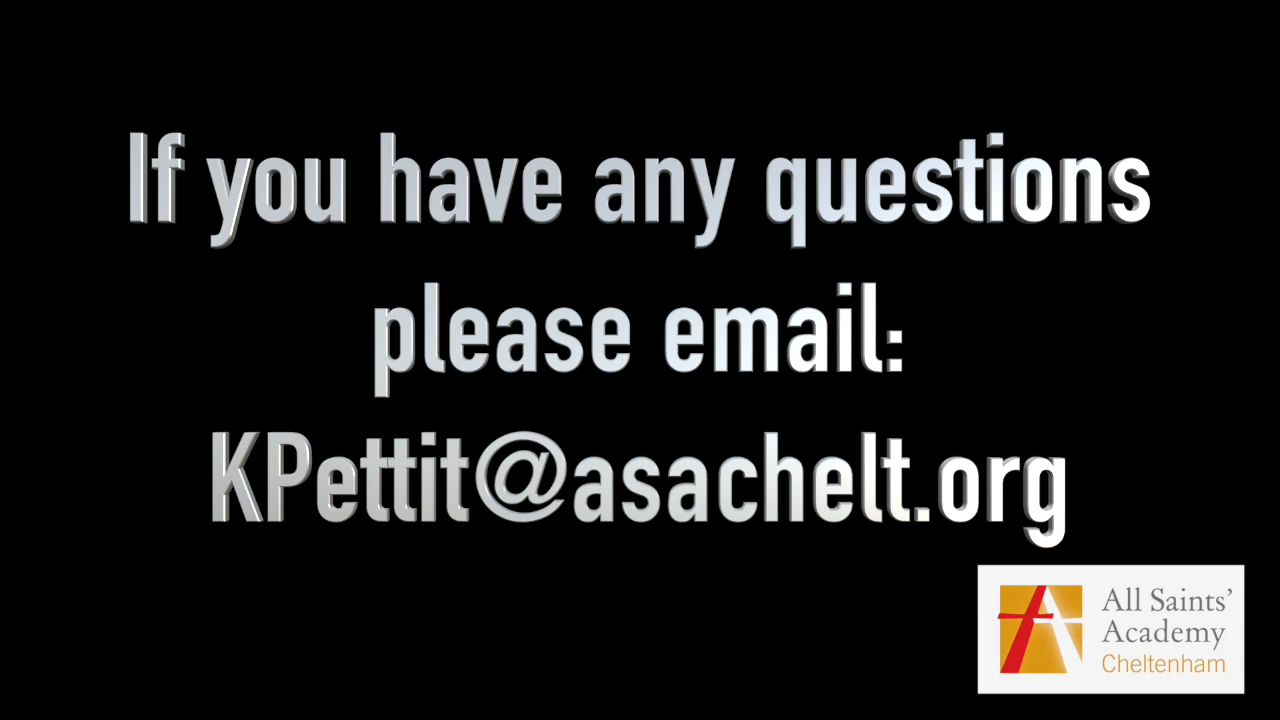 If you have any questions
please email:
KPettit@asachelt.org
All Saints’
Academy
Cheltenham